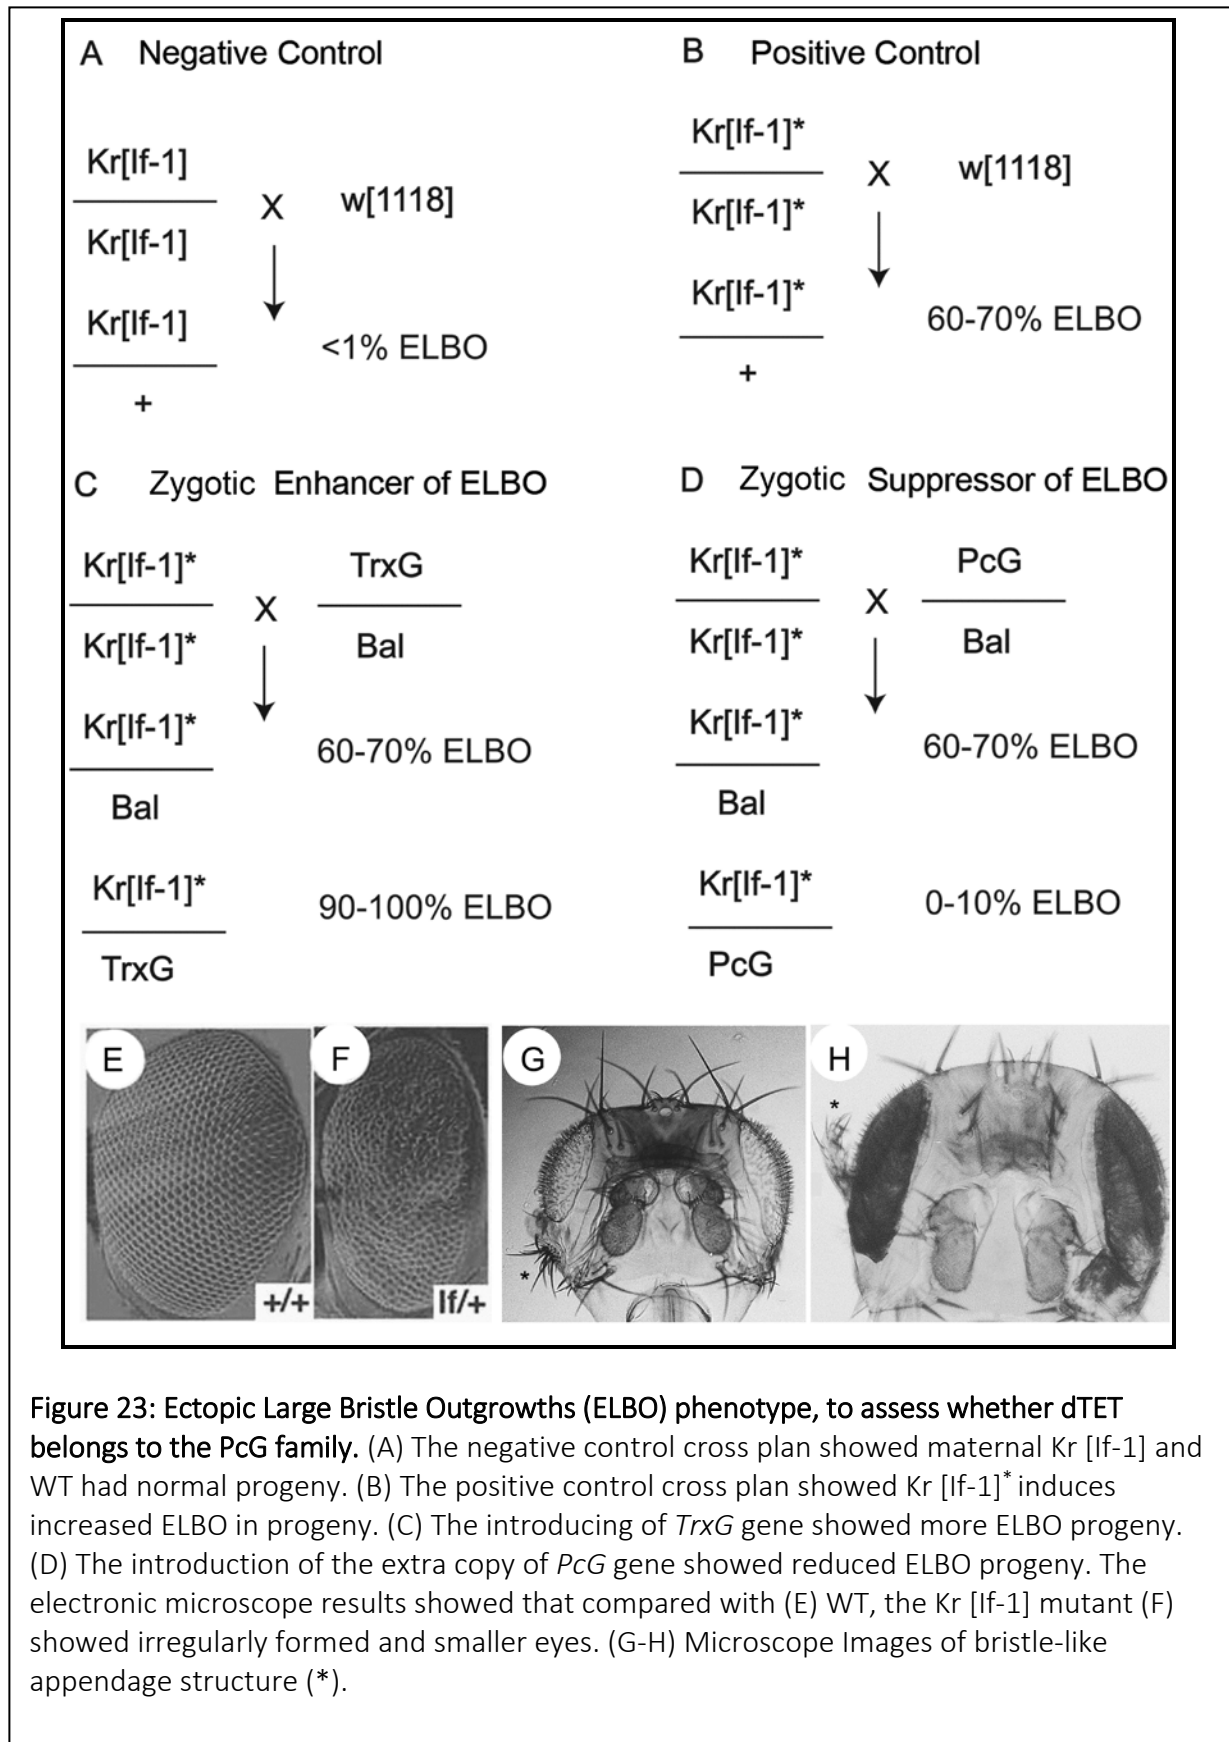 A Negative Control
Kr[If-1]
Kr[If-1]
X
w[1118]
Kr[If-1]
+
<1% ELBO
B Positive Control
Kr[If-1]*
Kr[If-1]*
X
w[1118]
Kr[If-1]*
+
60-70% ELBO
C Zygotic Enhancer of ELBO
Kr[If-1]*
Kr[If-1]*
X
TrxG
Bal
Kr[If-1]*
Bal
60-70% ELBO
Kr[If-1]*
TrxG
90-100% ELBO
D Zygotic Suppressor of ELBO
Kr[If-1]*
Kr[If-1]*
X
PcG
Bal
Kr[If-1]*
Bal
60-70% ELBO
Kr[If-1]*
PcG
0-10% ELBO
E
+/+
F
If/+
G
*
H
*
Figure 23: Ectopic Large Bristle Outgrowths (ELBO) phenotype, to assess whether dTET
belongs to the PcG family. (A) The negative control cross plan showed maternal Kr [If-1] and
WT had normal progeny. (B) The positive control cross plan showed Kr [If-1]* induces
increased ELBO in progeny. (C) The introducing of TrxG gene showed more ELBO progeny.
(D) The introduction of the extra copy of PcG gene showed reduced ELBO progeny. The
electronic microscope results showed that compared with (E) WT, the Kr [If-1] mutant (F)
showed irregularly formed and smaller eyes. (G-H) Microscope Images of bristle-like
appendage structure (*).